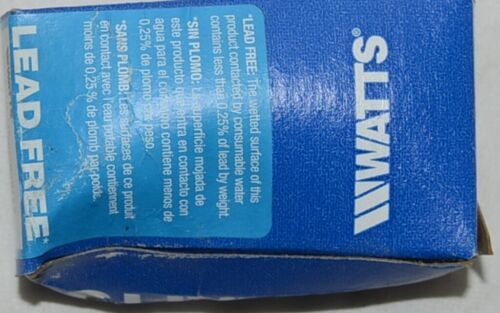 WATTS®
*LEAD FREE: The wetted surface of this
product contacted by consumable water
contains less than 0.25% of lead by weight.
*SIN PLOMO: La superficie mojada de
este producto que entra en contacto con
agua para el consumo contiene menos de
0.25% de plomo por peso.
*SANS PLOMB: Les surfaces de ce produit
en contact avec l'eau potable contiennent
moins de 0,25 % de plomb par poids.
LEAD FREE*